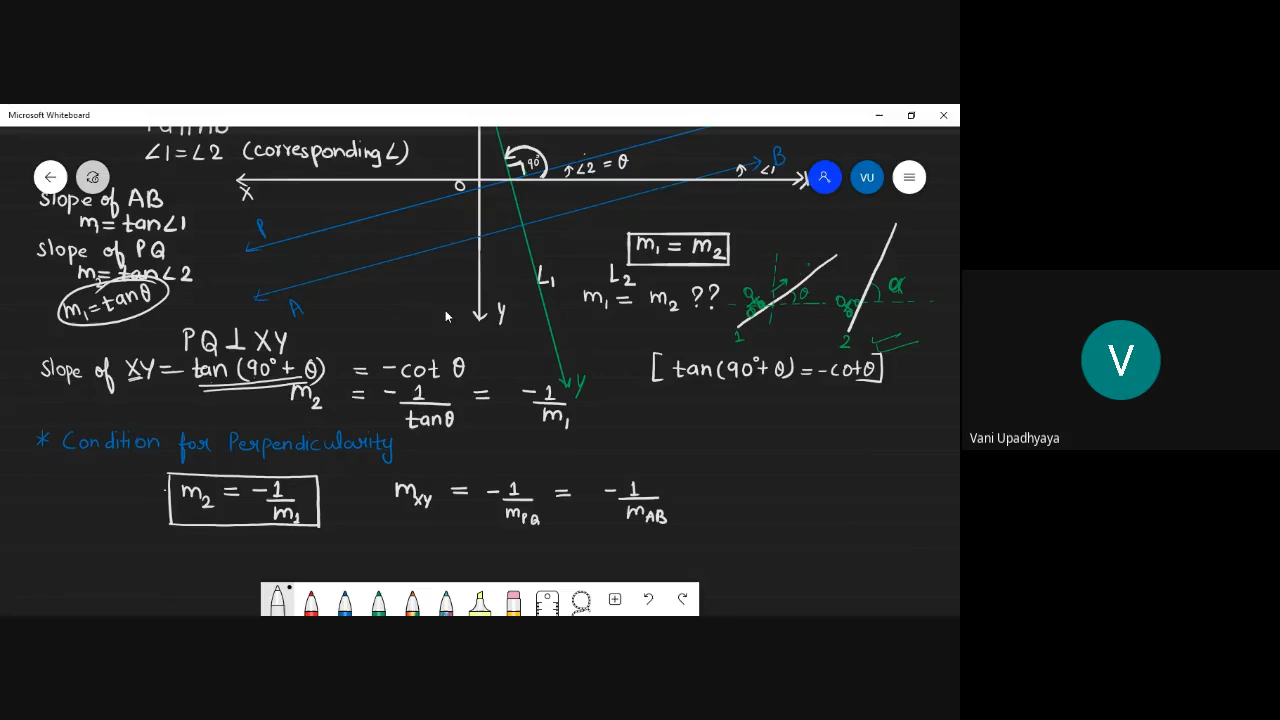 Microsoft Whiteboard
∠1 = ∠2 (corresponding ∠)
90°
∠2 = θ
B
∠1
VU
O
X
Slope of AB
m = tan∠1
P
Slope of PQ
m = tan∠2
m₁ = tanθ
A
Y
L₁
m₁ = m₂
L₂
m₁ = m₂ ??
θ
α
1
2
PQ ⊥ XY
Slope of XY = tan (90° + θ) = -cot θ
[ tan (90° + θ) = -cotθ ]
Y
m₂ = -1/tanθ = -1/m₁
* Condition for Perpendicularity
m₂ = -1/m₁
m_XY = -1/m_PQ = -1/m_AB
V
Vani Upadhyaya